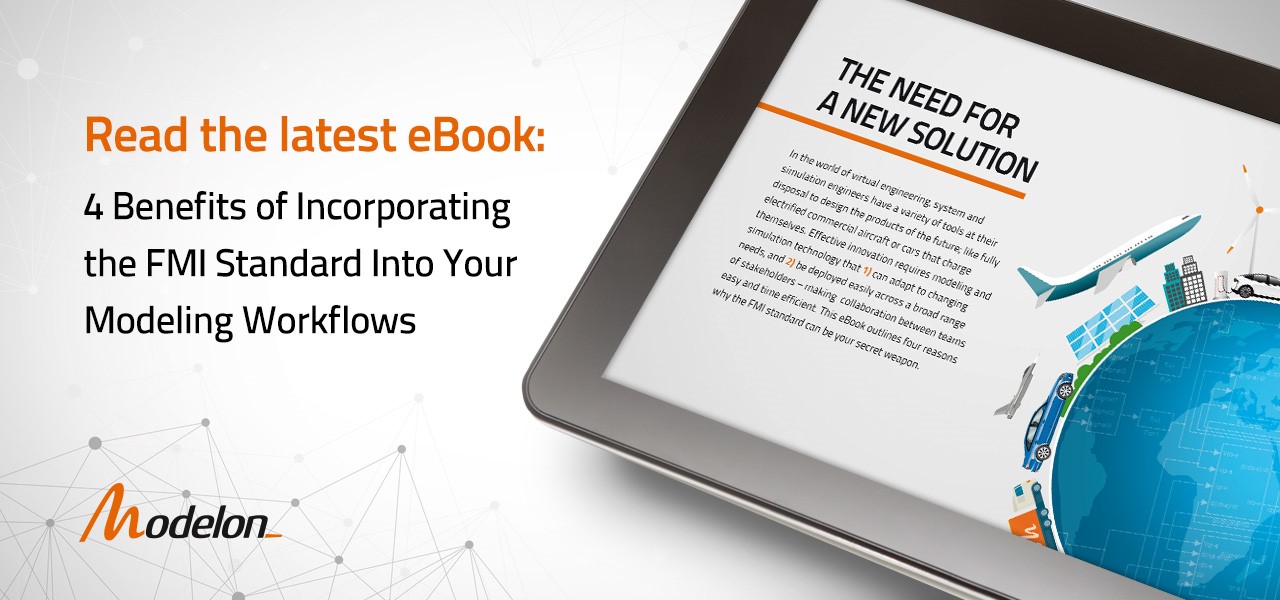 Read the latest eBook:
4 Benefits of Incorporating
the FMI Standard Into Your
Modeling Workflows
Modelon
THE NEED FOR
A NEW SOLUTION
In the world of virtual engineering, system and
simulation engineers have a variety of tools at their
disposal to design the products of the future; like fully
electrified commercial aircraft or cars that charge
themselves. Effective innovation requires modeling and
simulation technology that 1) can adapt to changing
needs, and 2) be deployed easily across a broad range
of stakeholders – making collaboration between teams
easy and time efficient. This eBook outlines four reasons
why the FMI standard can be your secret weapon.